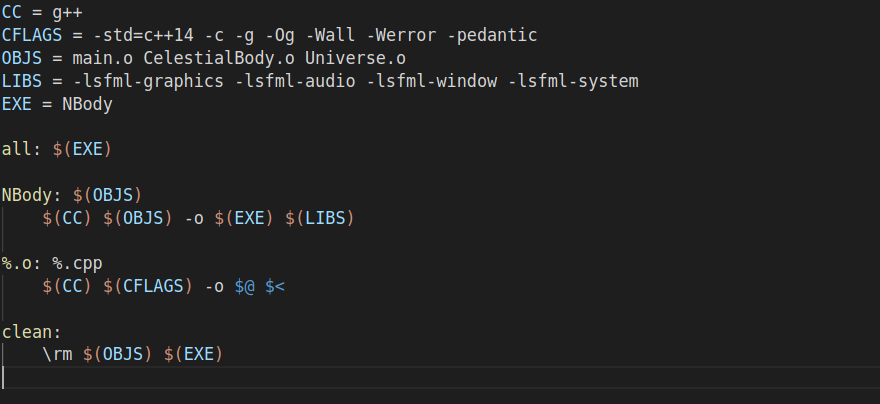 CC = g++
CFLAGS = -std=c++14 -c -g -Og -Wall -Werror -pedantic
OBJS = main.o CelestialBody.o Universe.o
LIBS = -lsfml-graphics -lsfml-audio -lsfml-window -lsfml-system
EXE = NBody
all: $(EXE)
NBody: $(OBJS)
$(CC) $(OBJS) -o $(EXE) $(LIBS)
%.o: %.cpp
$(CC) $(CFLAGS) -o $@ $<
clean:
\rm $(OBJS) $(EXE)